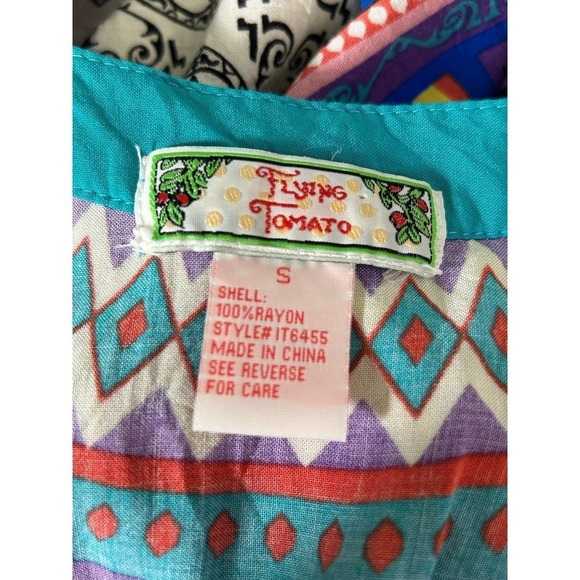 FLYING
TOMATO
S
SHELL:
100%RAYON
STYLE# IT6455
MADE IN CHINA
SEE REVERSE
FOR CARE